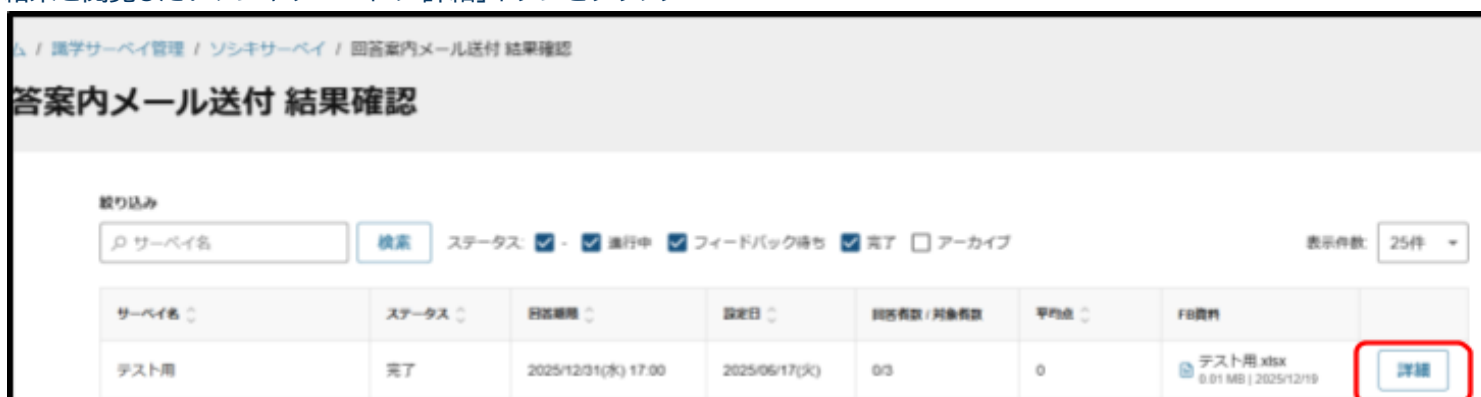 / 識学サーベイ管理 / ソシキサーベイ / 回答案内メール送付 結果確認
答案内メール送付 結果確認
絞り込み
サーベイ名 検索 ステータス: - 進行中 フィードバック待ち 完了 アーカイブ 表示件数: 25件
サーベイ名 ステータス 回答期限 設定日 回答者数 / 対象者数 平均点 FB資料
テスト用 完了 2025/12/31(水) 17:00 2025/06/17(火) 0/3 0 テスト用.xlsx 詳細
0.01 MB | 2025/12/19